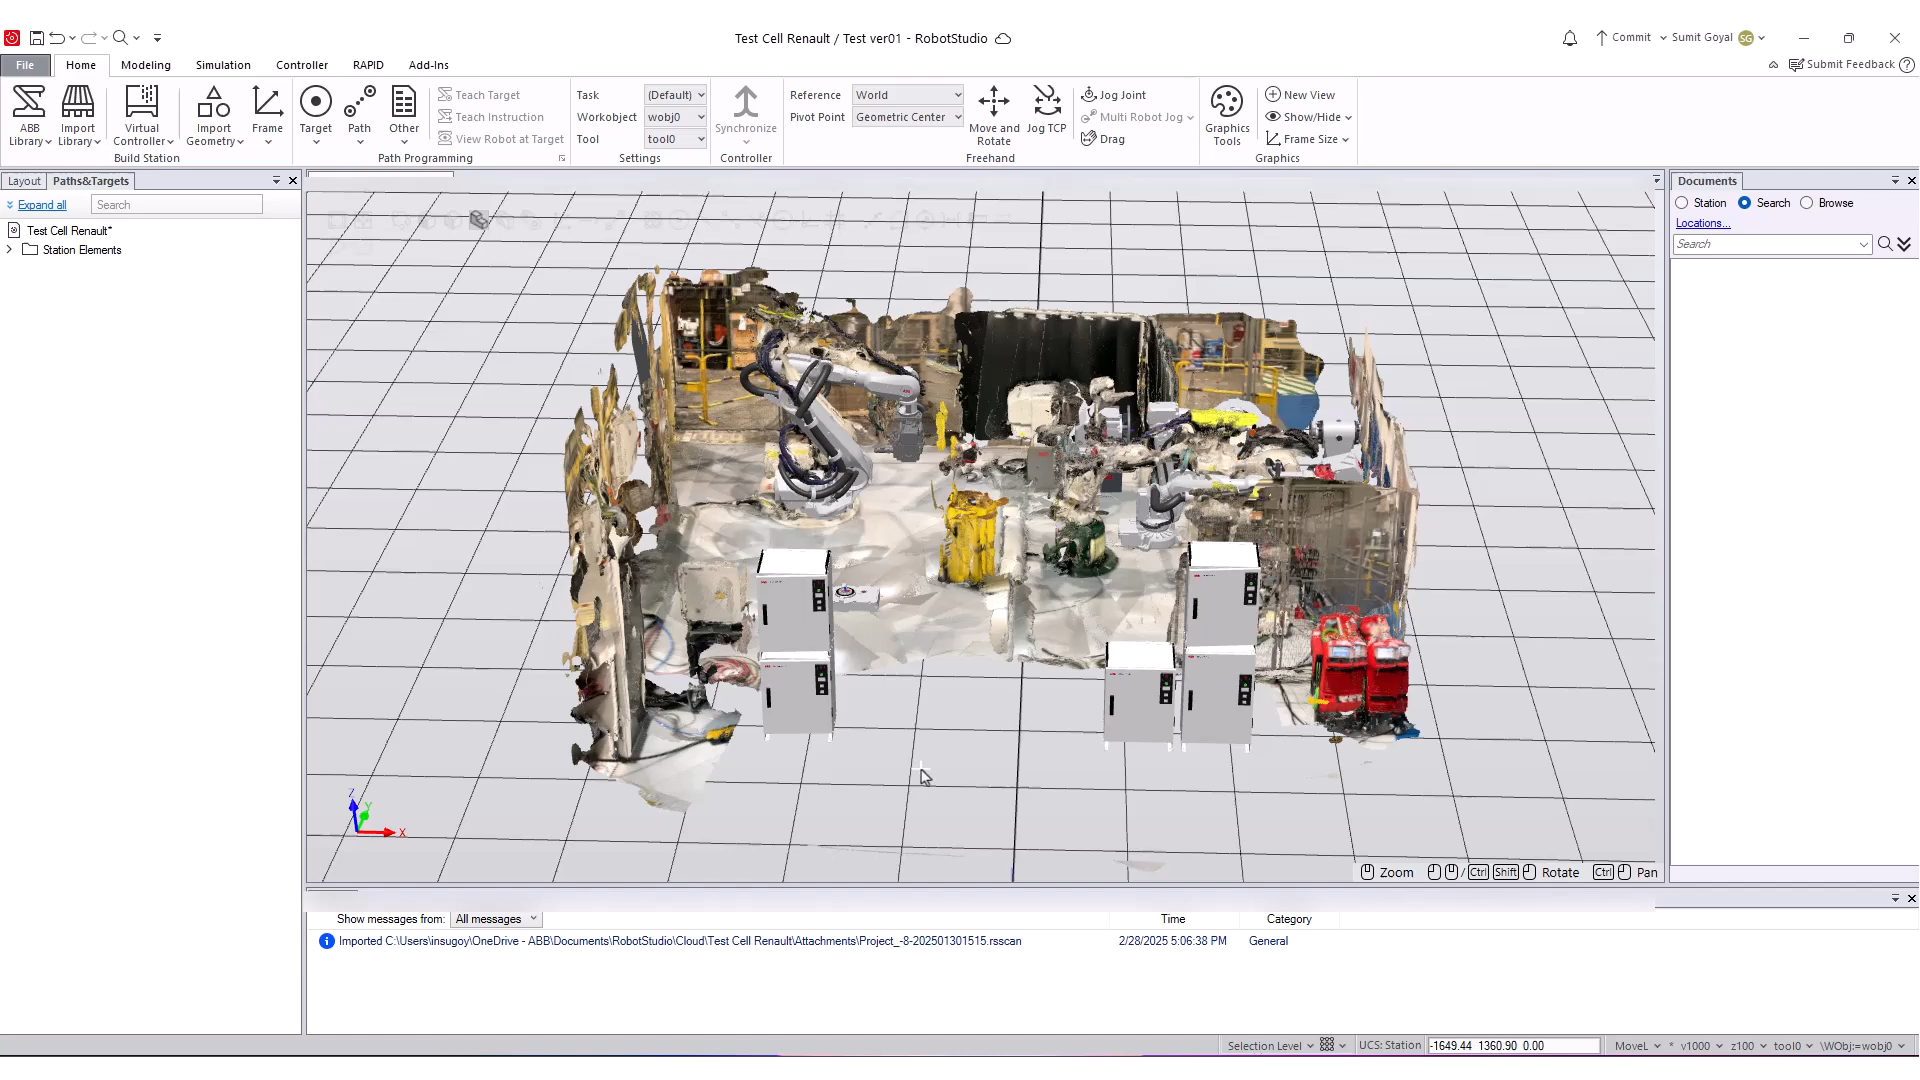 Test Cell Renault / Test ver01 - RobotStudio
Commit
Sumit Goyal
SG
File
Home
Modeling
Simulation
Controller
RAPID
Add-Ins
Submit Feedback
ABB
Library
Import
Library
Virtual
Controller
Import
Geometry
Frame
Build Station
Target
Path
Other
Teach Target
Teach Instruction
View Robot at Target
Path Programming
Task
(Default)
Workobject
wobj0
Tool
tool0
Settings
Synchronize
Controller
Reference
World
Pivot Point
Geometric Center
Move and
Rotate
Jog TCP
Jog Joint
Multi Robot Jog
Drag
Freehand
Graphics
Tools
New View
Show/Hide
Frame Size
Graphics
Layout
Paths&Targets
Expand all
Search
Test Cell Renault*
Station Elements
Documents
Station
Search
Browse
Locations...
Search
Z
Y
X
Zoom
/ Ctrl Shift Rotate
Ctrl Pan
Show messages from:
All messages
Time
Category
Imported C:\Users\insugoy\OneDrive - ABB\Documents\RobotStudio\Cloud\Test Cell Renault\Attachments\Project_-8-202501301515.rsscan
2/28/2025 5:06:38 PM
General
Selection Level
UCS: Station
-1649.44 1360.90 0.00
MoveL * v1000 z100 tool0 \WObj:=wobj0